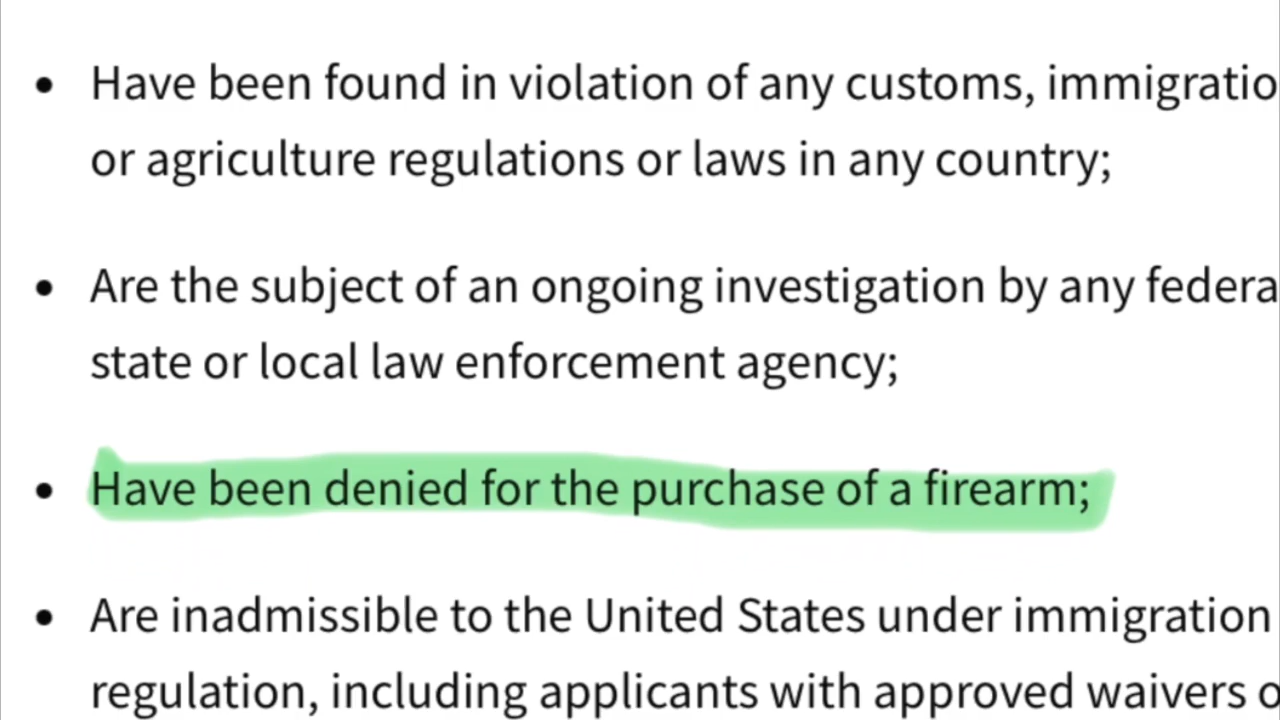 • Have been found in violation of any customs, immigratio
or agriculture regulations or laws in any country;
• Are the subject of an ongoing investigation by any federa
state or local law enforcement agency;
• Have been denied for the purchase of a firearm;
• Are inadmissible to the United States under immigration
regulation, including applicants with approved waivers o